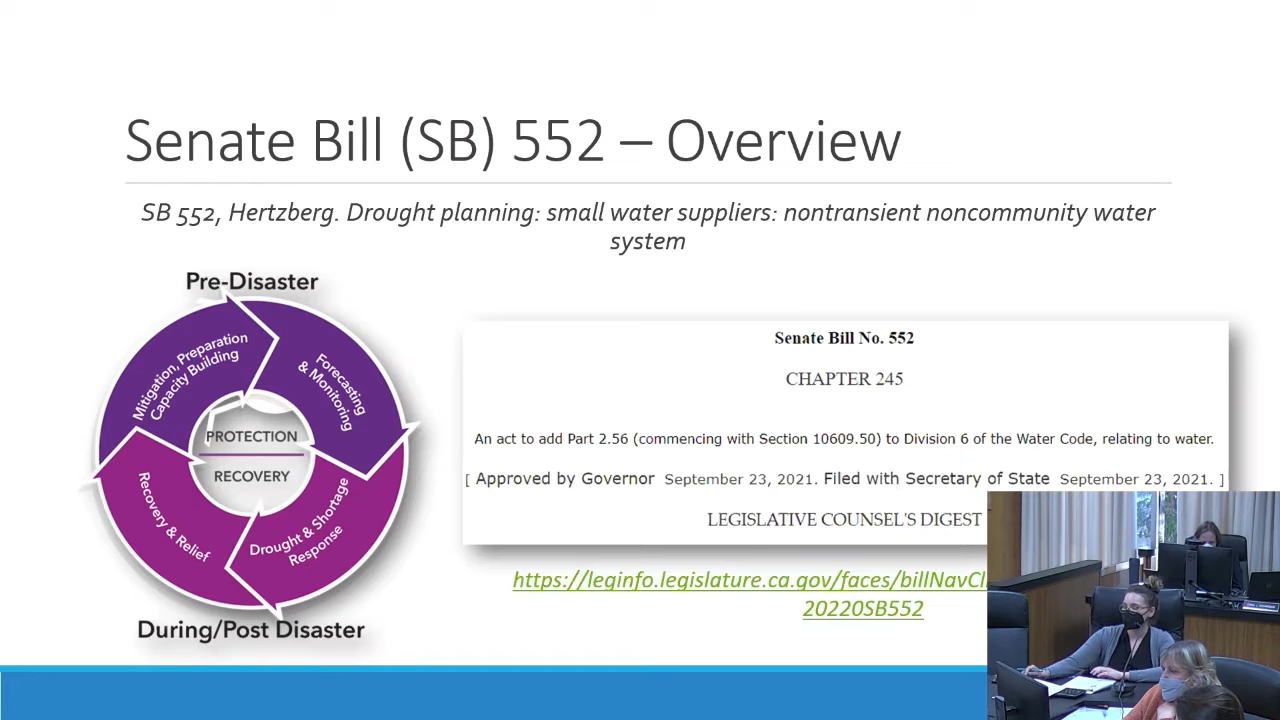 Senate Bill (SB) 552 – Overview
SB 552, Hertzberg. Drought planning: small water suppliers: nontransient noncommunity water
system
Pre-Disaster
Mitigation, Preparation
Capacity Building
Forecasting
& Monitoring
PROTECTION
RECOVERY
Recovery & Relief
Drought & Shortage
Response
During/Post Disaster
Senate Bill No. 552
CHAPTER 245
An act to add Part 2.56 (commencing with Section 10609.50) to Division 6 of the Water Code, relating to water.
[ Approved by Governor September 23, 2021. Filed with Secretary of State September 23, 2021. ]
LEGISLATIVE COUNSEL'S DIGEST
https://leginfo.legislature.ca.gov/faces/billNavCl
20220SB552